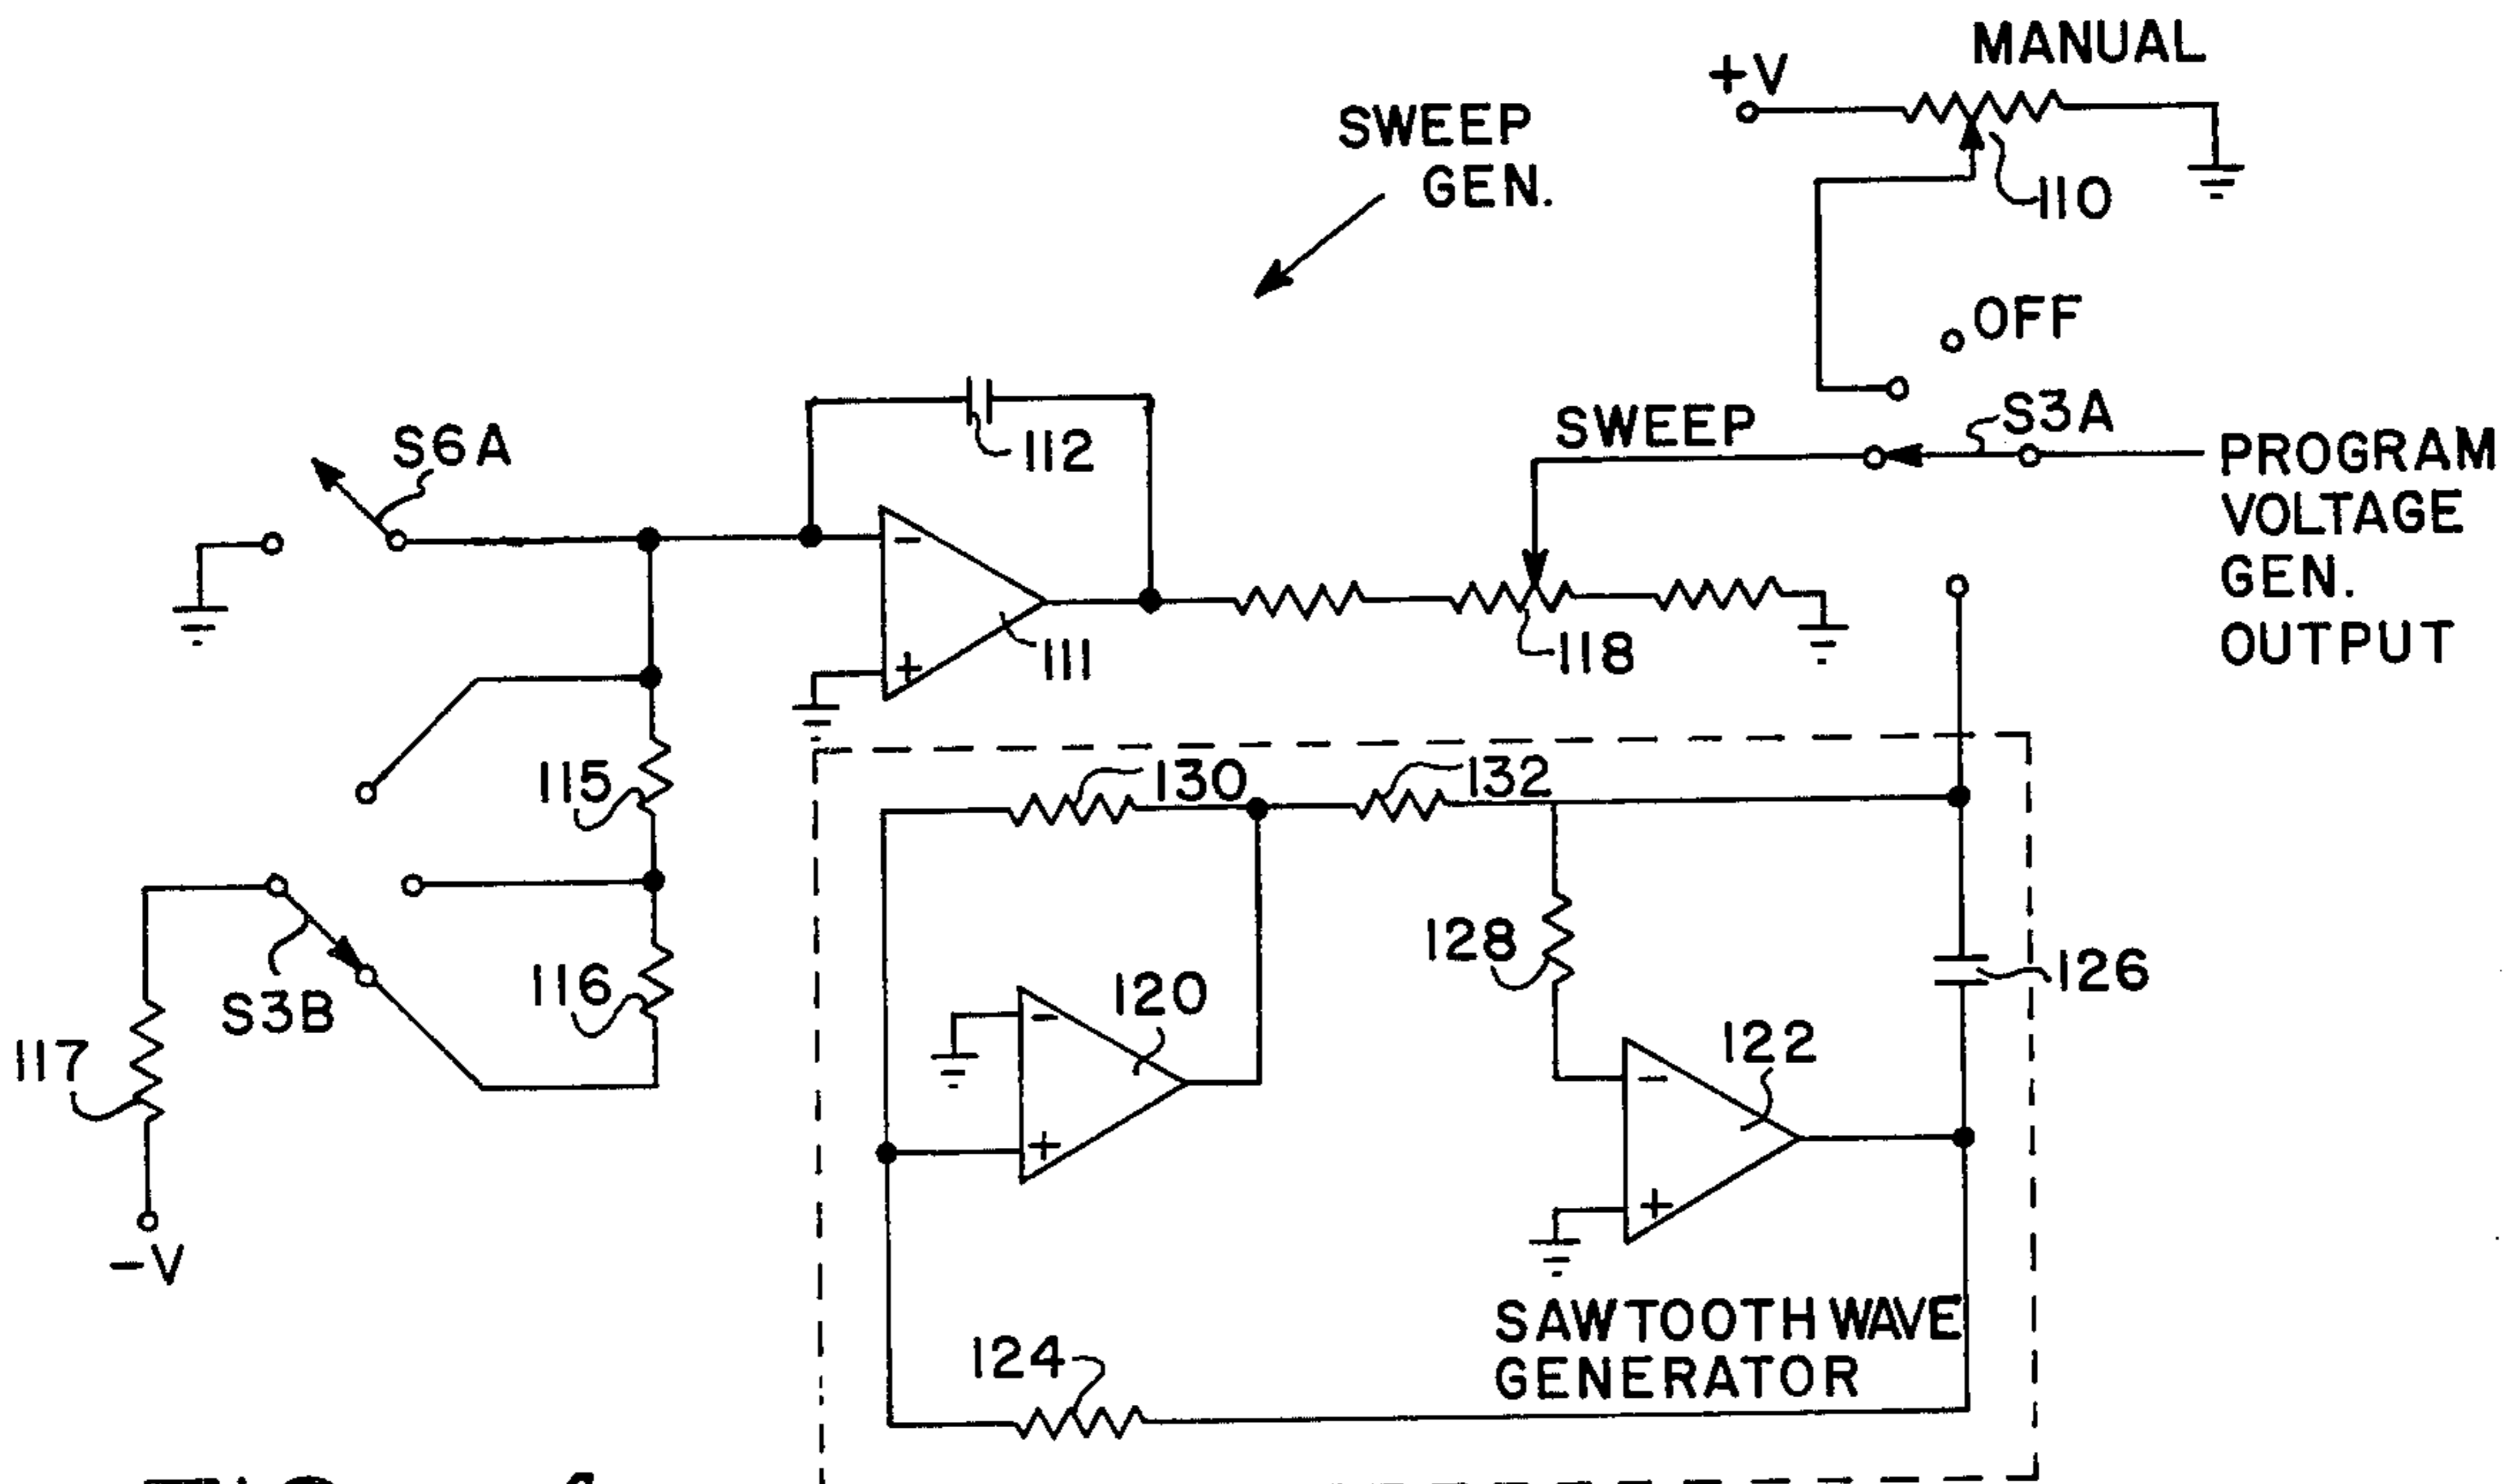 MANUAL
+V
SWEEP
GEN.
110
OFF
S3A
SWEEP
PROGRAM
VOLTAGE
GEN.
OUTPUT
S6A
112
-
+
111
118
115
130
132
116
S3B
117
-V
128
126
120
-
+
122
-
+
124
SAWTOOTH WAVE
GENERATOR